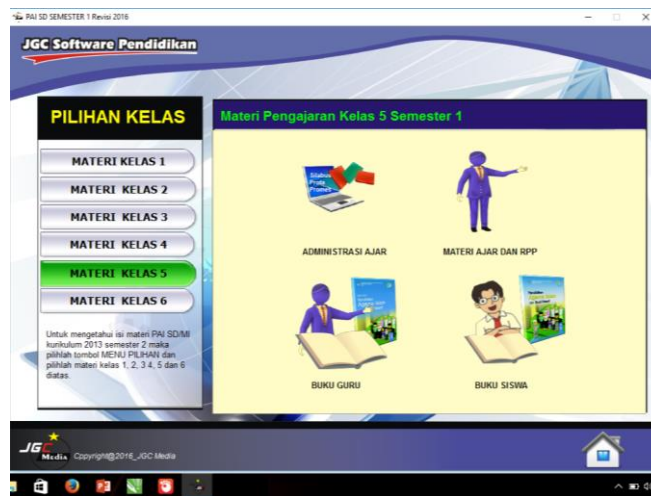 PAI SD SEMESTER 1 Revisi 2016
JGC Software Pendidikan
PILIHAN KELAS
MATERI KELAS 1
MATERI KELAS 2
MATERI KELAS 3
MATERI KELAS 4
MATERI KELAS 5
MATERI KELAS 6
Untuk mengetahui isi materi PAI SD/MI
kurikulum 2013 semester 2 maka
pilihlah tombol MENU PILIHAN dan
pilihlah materi kelas 1, 2, 3 4, 5 dan 6
diatas.
Materi Pengajaran Kelas 5 Semester 1
Silabus
Prota
Promes
ADMINISTRASI AJAR
MATERI AJAR DAN RPP
BUKU GURU
BUKU SISWA
JGC
Media
Copyright@2016_JGC Media